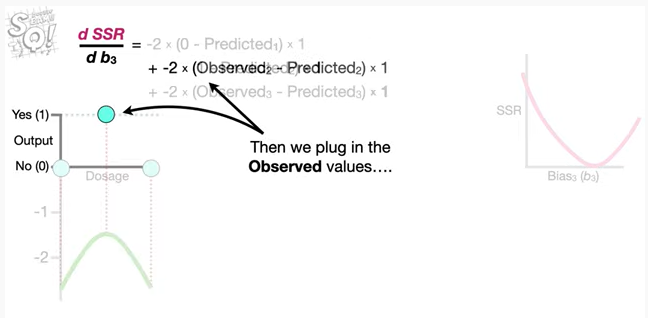 SQ!
d SSR
d b₃
= -2 × (0 - Predicted₁) × 1
+ -2 × (Observed₂ - Predicted₂) × 1
+ -2 × (Observed₃ - Predicted₃) × 1
Yes (1)
Output
No (0)
Dosage
-1
-2
Then we plug in the
Observed values….
SSR
Bias₃ (b₃)